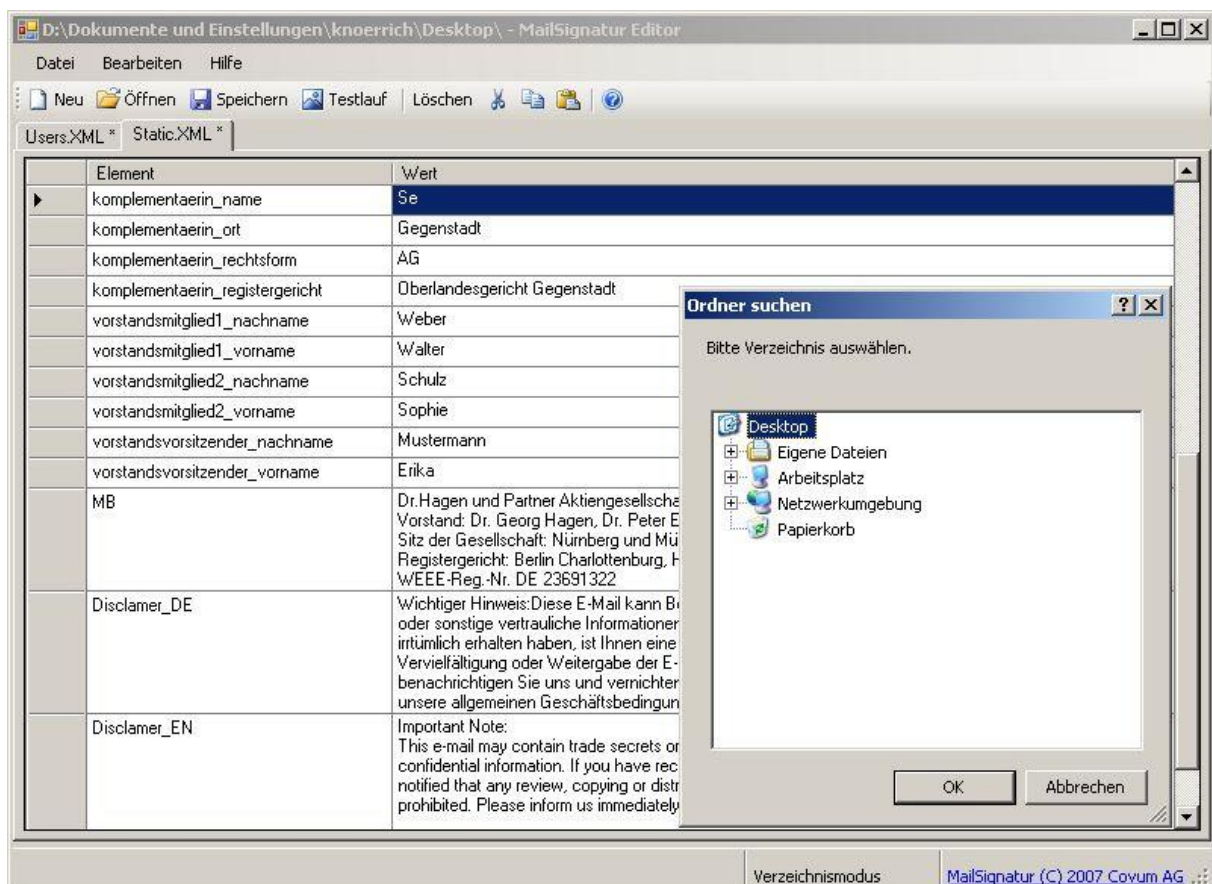 D:\Dokumente und Einstellungen\knoerrich\Desktop\ - MailSignatur Editor
Datei Bearbeiten Hilfe
Neu Öffnen Speichern Testlauf Löschen
Users.XML * Static.XML *
Element Wert
komplementaerin_name Se
komplementaerin_ort Gegenstadt
komplementaerin_rechtsform AG
komplementaerin_registergericht Oberlandesgericht Gegenstadt
vorstandsmitglied1_nachname Weber
vorstandsmitglied1_vorname Walter
vorstandsmitglied2_nachname Schulz
vorstandsmitglied2_vorname Sophie
vorstandsvorsitzender_nachname Mustermann
vorstandsvorsitzender_vorname Erika
MB Dr.Hagen und Partner Aktiengesellscha
Vorstand: Dr. Georg Hagen, Dr. Peter E
Sitz der Gesellschaft: Nürnberg und Mü
Registergericht: Berlin Charlottenburg, H
WEEE-Reg.-Nr. DE 23691322
Disclamer_DE Wichtiger Hinweis:Diese E-Mail kann B
oder sonstige vertrauliche Informationen
irrtümlich erhalten haben, ist Ihnen eine
Vervielfältigung oder Weitergabe der E-
benachrichtigen Sie uns und vernichten
unsere allgemeinen Geschäftsbedingun
Disclamer_EN Important Note:
This e-mail may contain trade secrets or
confidential information. If you have rec
notified that any review, copying or distr
prohibited. Please inform us immediately
Ordner suchen
Bitte Verzeichnis auswählen.
Desktop
Eigene Dateien
Arbeitsplatz
Netzwerkumgebung
Papierkorb
OK Abbrechen
Verzeichnismodus MailSignatur (C) 2007 Covum AG